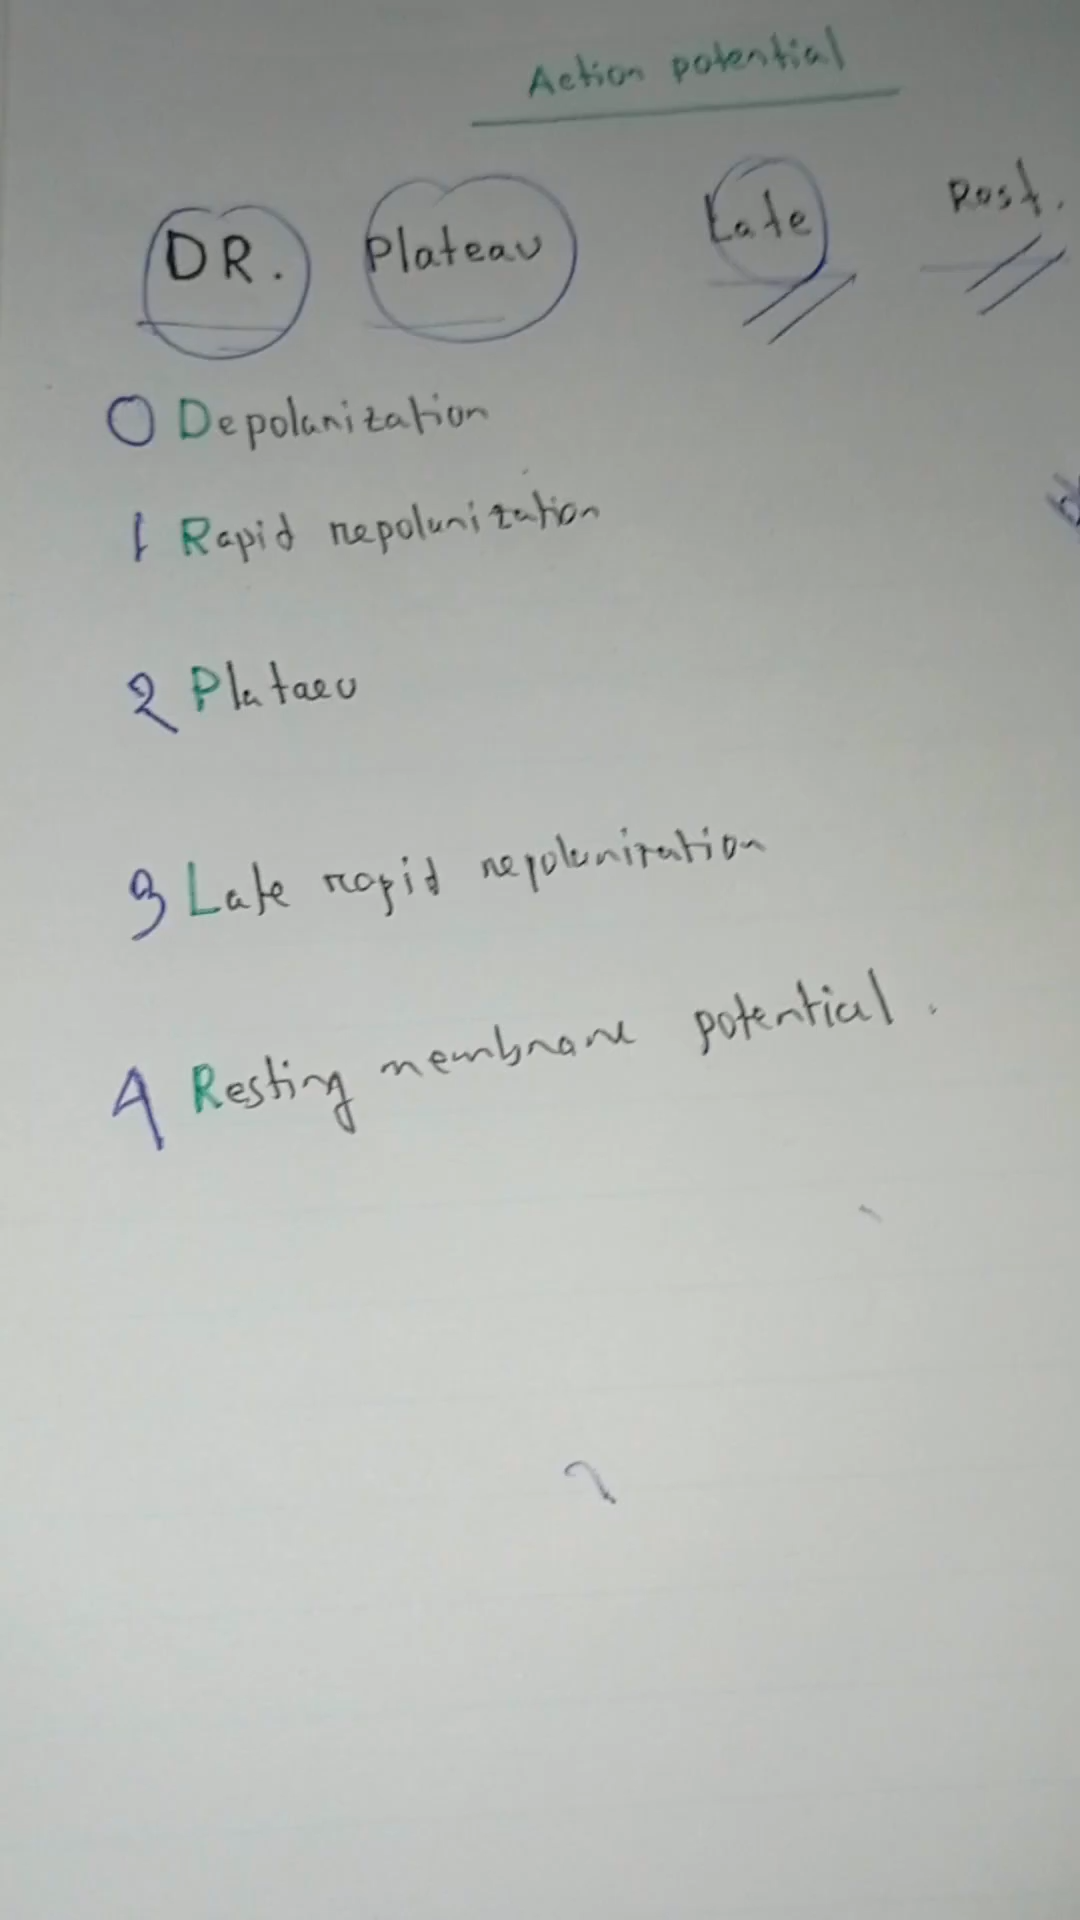 Action potential
DR. Plateau Late Rest.
0 Depolarization
1 Rapid repolarization
2 Plataeu
3 Late rapid repolarization
4 Resting membrane potential.